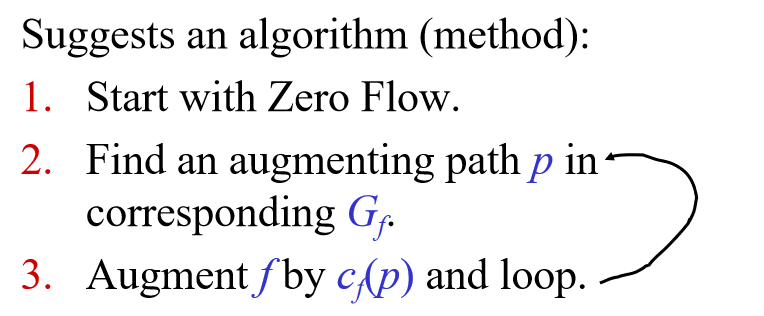 Suggests an algorithm (method):
1. Start with Zero Flow.
2. Find an augmenting path p in
corresponding G_f.
3. Augment f by c_f(p) and loop.